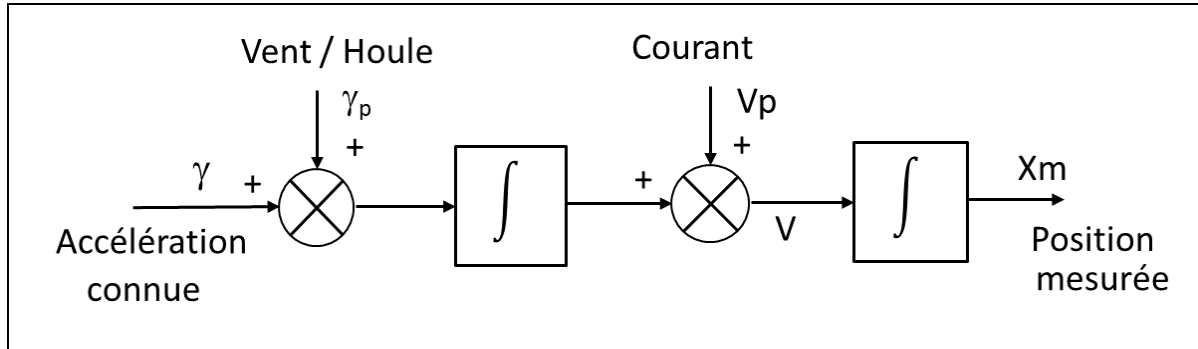 Vent / Houle
Courant
γp
Vp
+
+
γ
+
∫
+
V
∫
Xm
Accélération
connue
Position
mesurée